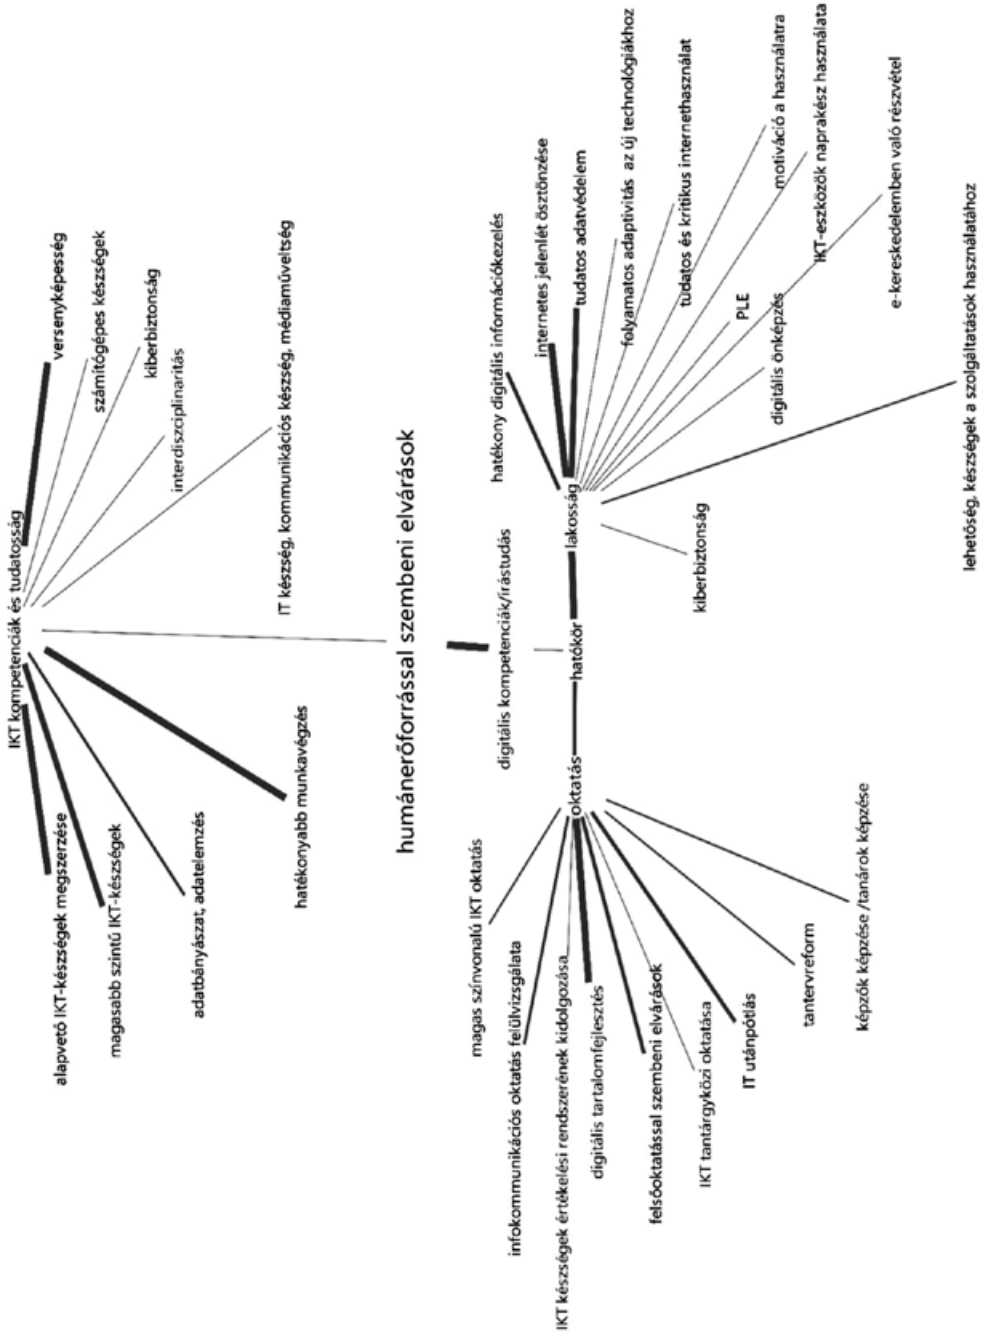 IKT kompetenciák és tudatosság
alapvető IKT-készségek megszerzése
magasabb szintű IKT-készségek
adatbányászat, adatelemzés
hatékonyabb munkavégzés
versenyképesség
számítógépes készségek
kiberbiztonság
interdiszciplinaritás
IT készség, kommunikációs készség, médiaműveltség
humánerőforrással szembeni elvárások
digitális kompetenciák/írástudás
hatókör
oktatás
magas színvonalú IKT oktatás
infokommunikációs oktatás felülvizsgálata
IKT készségek értékelési rendszerének kidolgozása
digitális tartalomfejlesztés
felsőoktatással szembeni elvárások
IKT tantárgyközi oktatása
IT utánpótlás
tantervreform
képzők képzése /tanárok képzése
lakosság
hatékony digitális információkezelés
internetes jelenlét ösztönzése
tudatos adatvédelem
folyamatos adaptivitás az új technológiákhoz
tudatos és kritikus internethasználat
motiváció a használatra
IKT-eszközök naprakész használata
e-kereskedelemben való részvétel
PLE
digitális önképzés
lehetőség, készségek a szolgáltatások használatához
kiberbiztonság